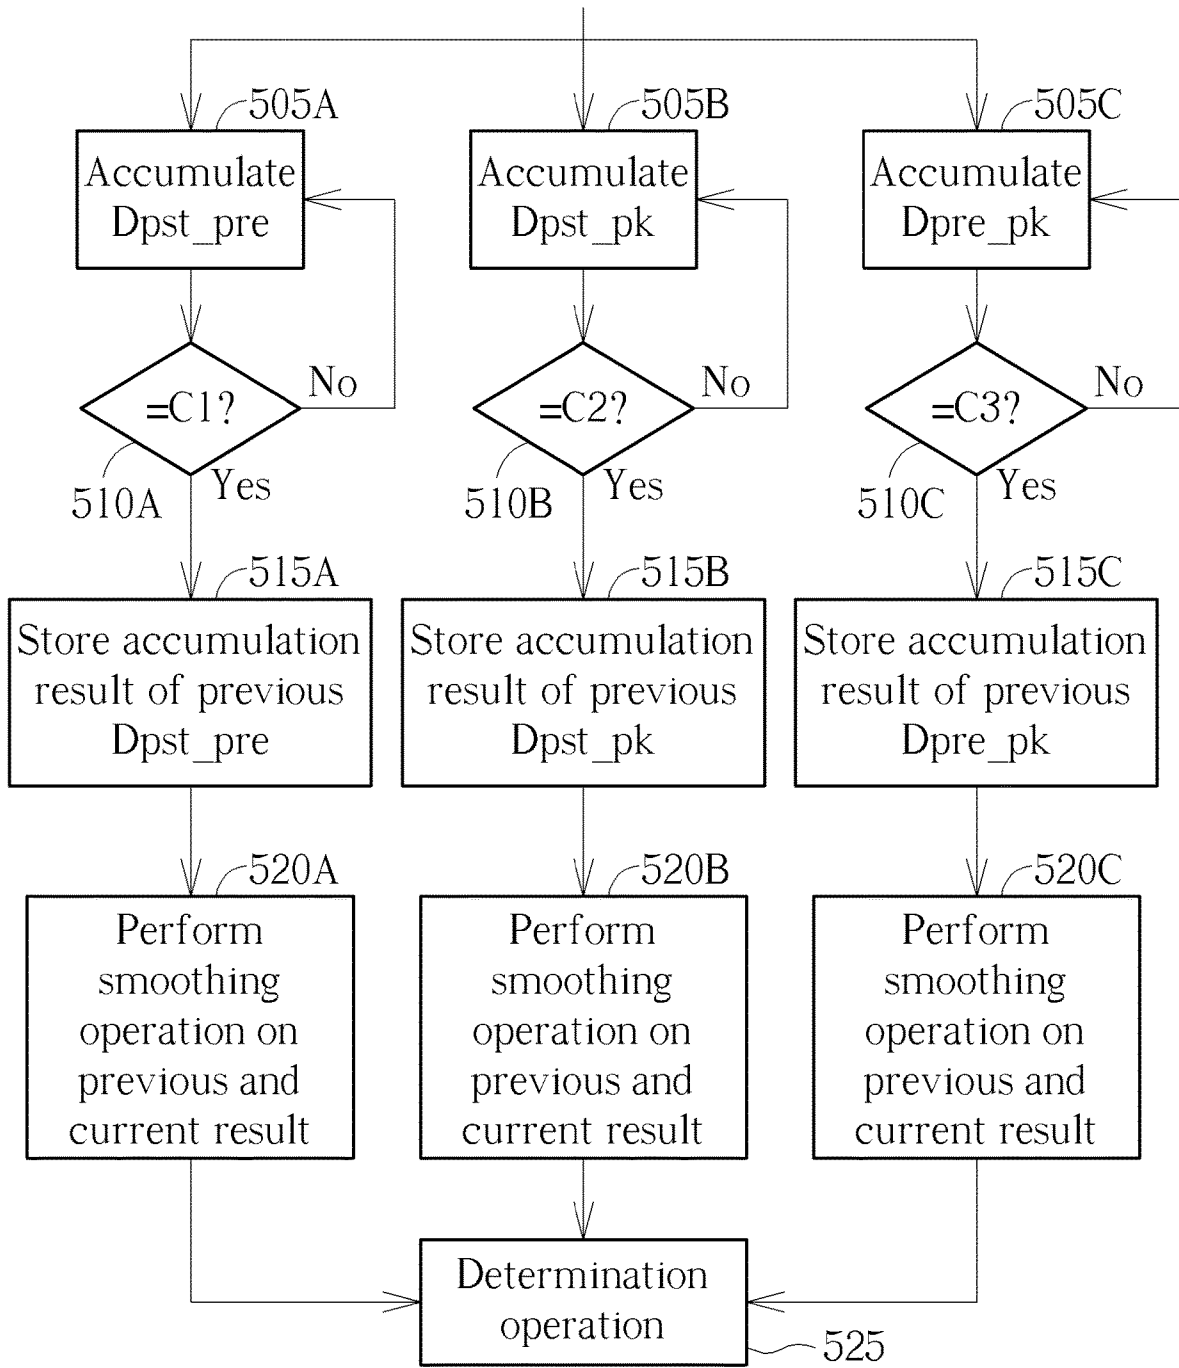 505A
505B
505C
Accumulate
Dpst_pre
Accumulate
Dpst_pk
Accumulate
Dpre_pk
=C1?
No
=C2?
No
=C3?
No
510A
Yes
510B
Yes
510C
Yes
515A
515B
515C
Store accumulation
result of previous
Dpst_pre
Store accumulation
result of previous
Dpst_pk
Store accumulation
result of previous
Dpre_pk
520A
520B
520C
Perform
smoothing
operation on
previous and
current result
Perform
smoothing
operation on
previous and
current result
Perform
smoothing
operation on
previous and
current result
Determination
operation
525